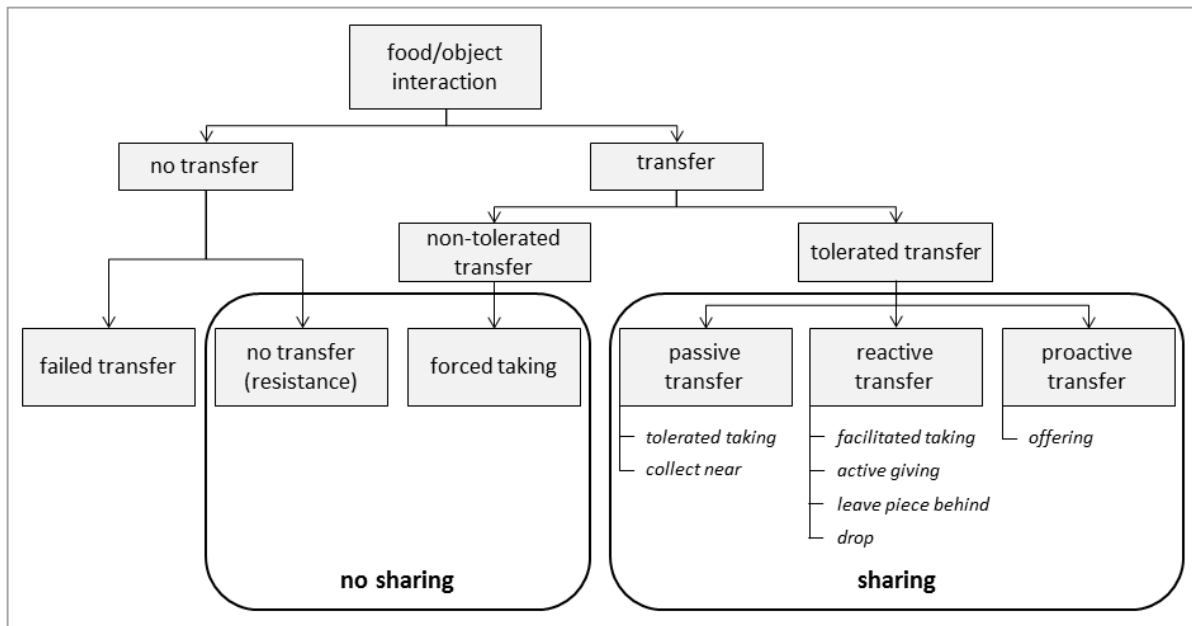 food/object
interaction
no transfer
transfer
non-tolerated
transfer
tolerated transfer
failed transfer
no transfer
(resistance)
forced taking
passive
transfer
reactive
transfer
proactive
transfer
tolerated taking
collect near
facilitated taking
active giving
leave piece behind
drop
offering
no sharing
sharing